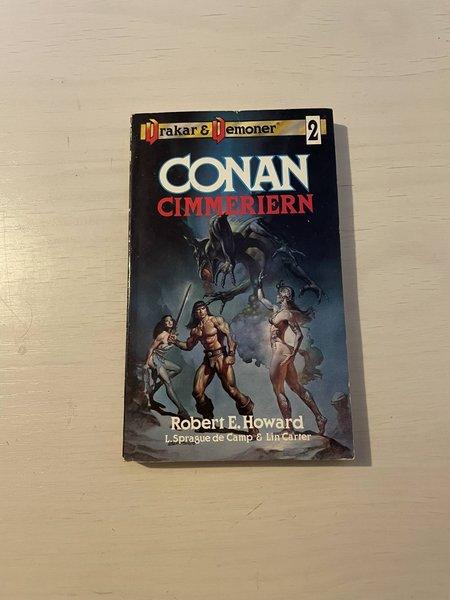 Drakar & Demoner
2
CONAN
CIMMERIERN
Robert E. Howard
L. Sprague de Camp & Lin Carter